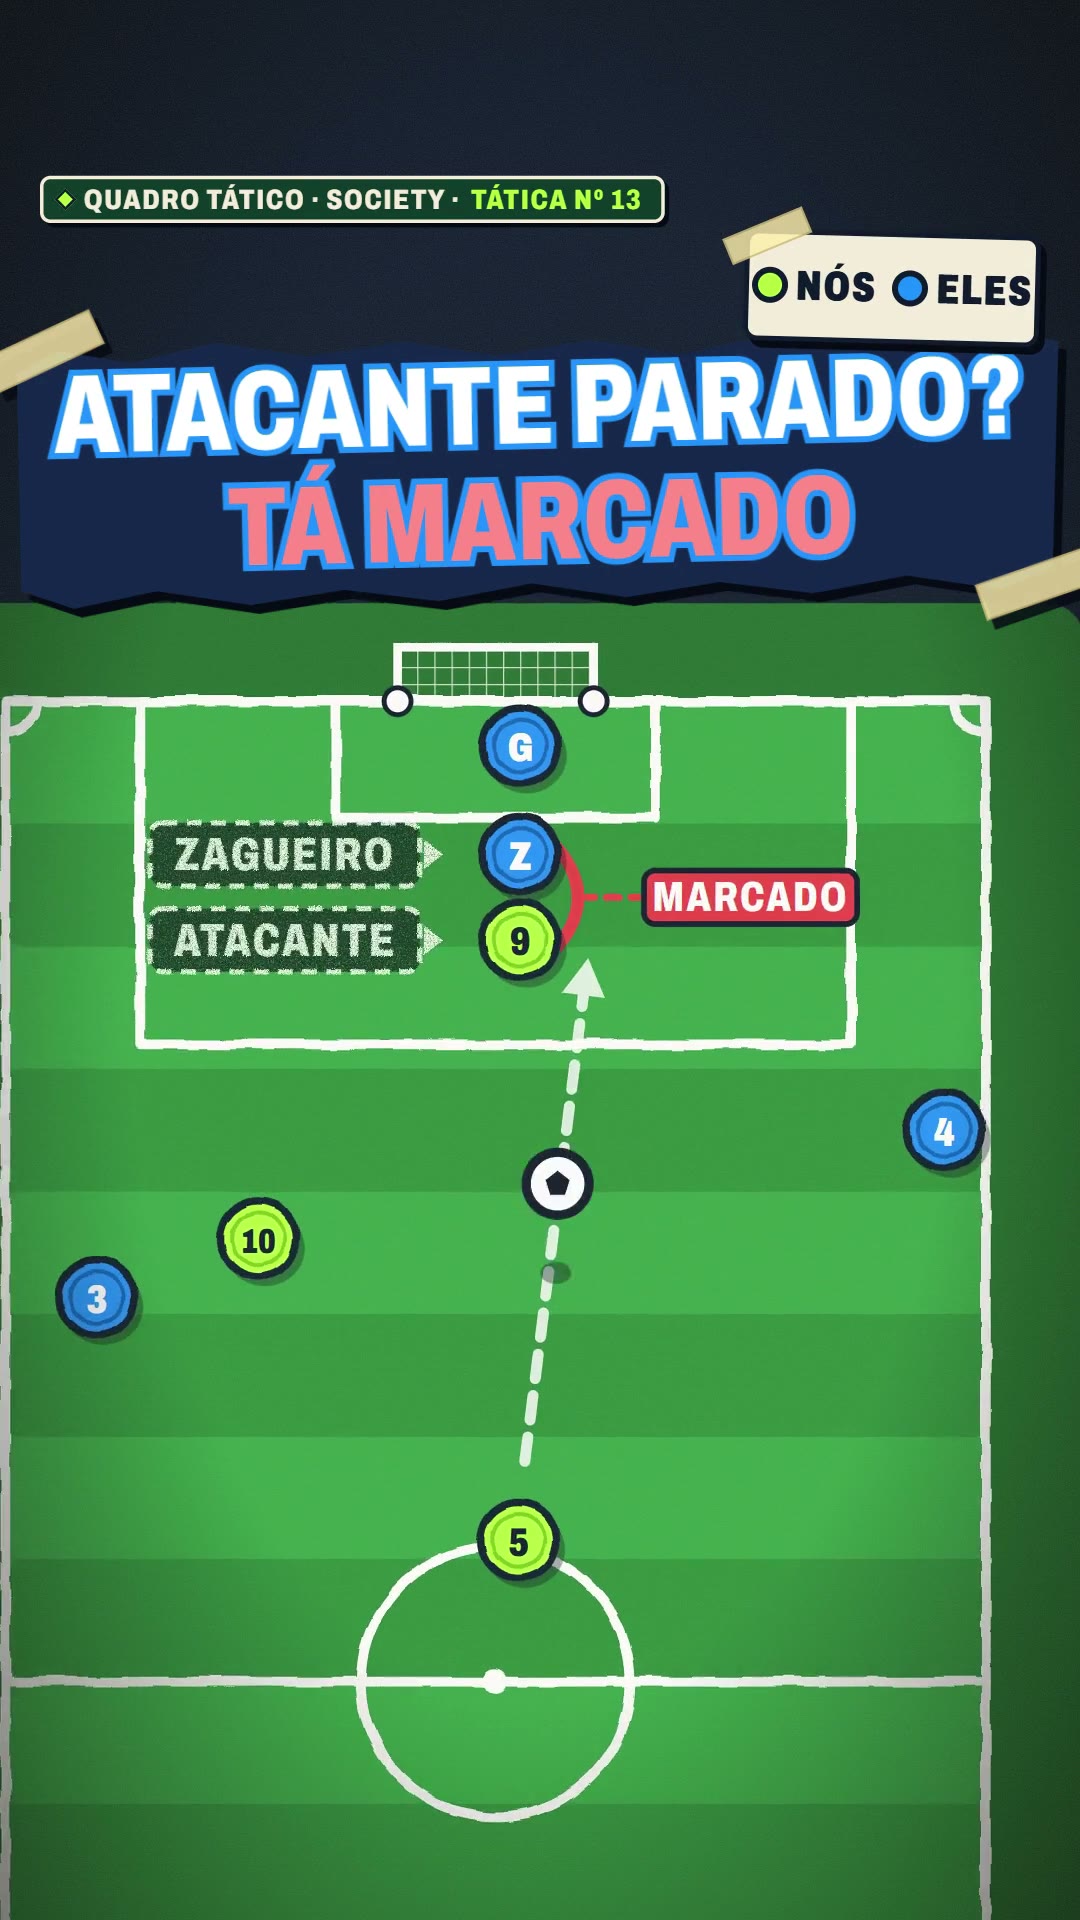 QUADRO TÁTICO · SOCIETY · TÁTICA Nº 13
NÓS ELES
ATACANTE PARADO?
TÁ MARCADO
G
ZAGUEIRO
Z
MARCADO
ATACANTE
9
4
10
3
5